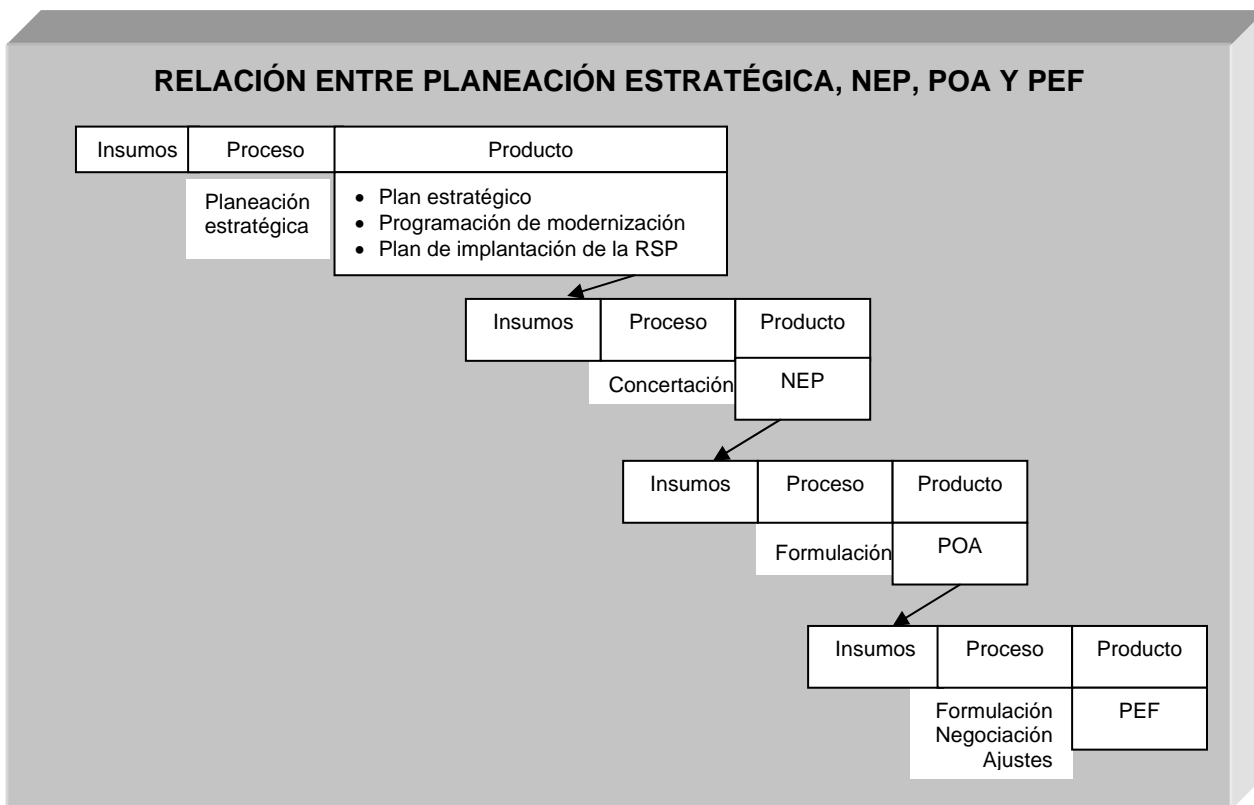 RELACIÓN ENTRE PLANEACIÓN ESTRATÉGICA, NEP, POA Y PEF
Insumos Proceso Producto
Planeación
estratégica
• Plan estratégico
• Programación de modernización
• Plan de implantación de la RSP
Insumos Proceso Producto
Concertación NEP
Insumos Proceso Producto
Formulación POA
Insumos Proceso Producto
Formulación
Negociación
Ajustes
PEF